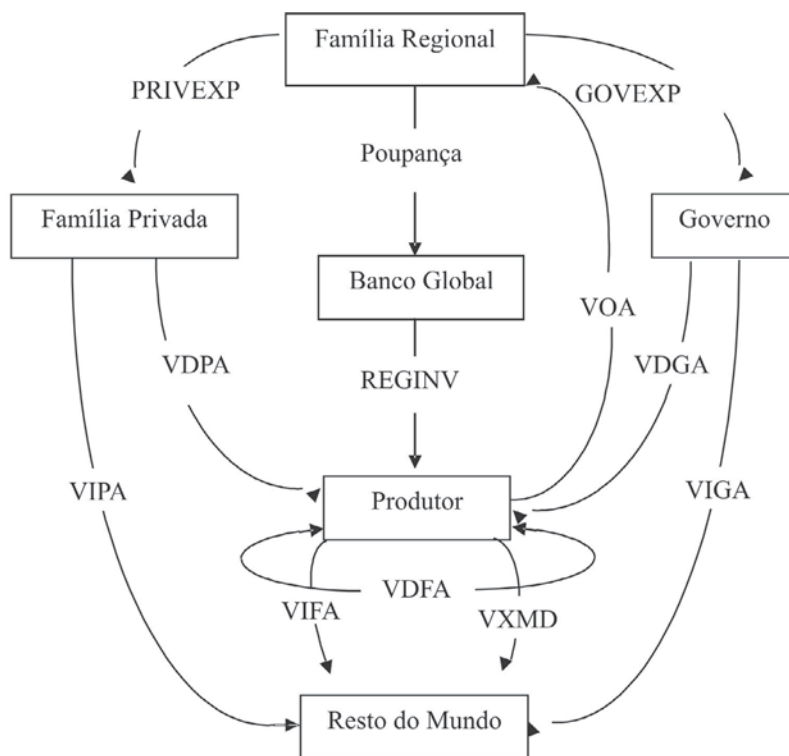 Família Regional
PRIVEXP
GOVEXP
Poupança
Família Privada
Governo
Banco Global
VOA
VDPA
VDGA
REGINV
VIPA
Produtor
VIGA
VDFA
VIFA
VXMD
Resto do Mundo